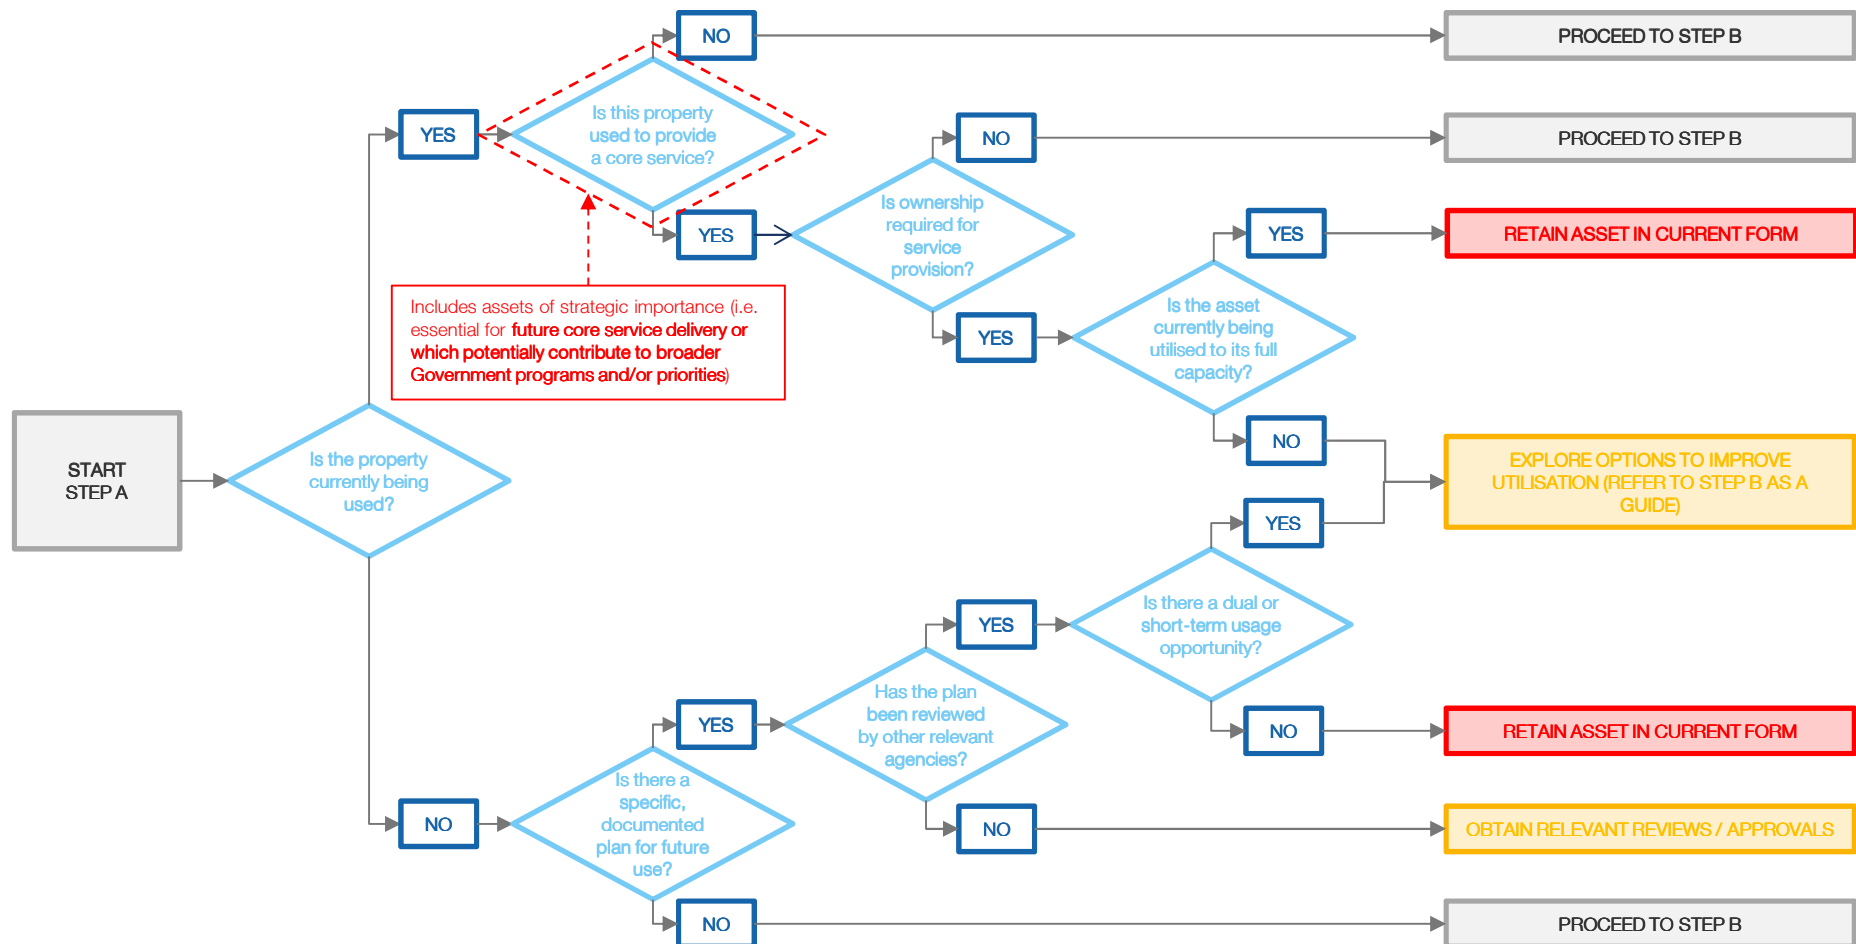 NO
PROCEED TO STEP B
Is this property
used to provide
a core service?
YES
NO
PROCEED TO STEP B
YES
Is ownership
required for
service
provision?
YES
RETAIN ASSET IN CURRENT FORM
Includes assets of strategic importance (i.e.
essential for future core service delivery or
which potentially contribute to broader
Government programs and/or priorities)
YES
Is the asset
currently being
utilised to its full
capacity?
START
STEP A
Is the property
currently being
used?
NO
EXPLORE OPTIONS TO IMPROVE
UTILISATION (REFER TO STEP B AS A
GUIDE)
YES
YES
Is there a dual or
short-term usage
opportunity?
YES
Has the plan
been reviewed
by other relevant
agencies?
NO
RETAIN ASSET IN CURRENT FORM
NO
Is there a
specific,
documented
plan for future
use?
NO
OBTAIN RELEVANT REVIEWS / APPROVALS
NO
PROCEED TO STEP B